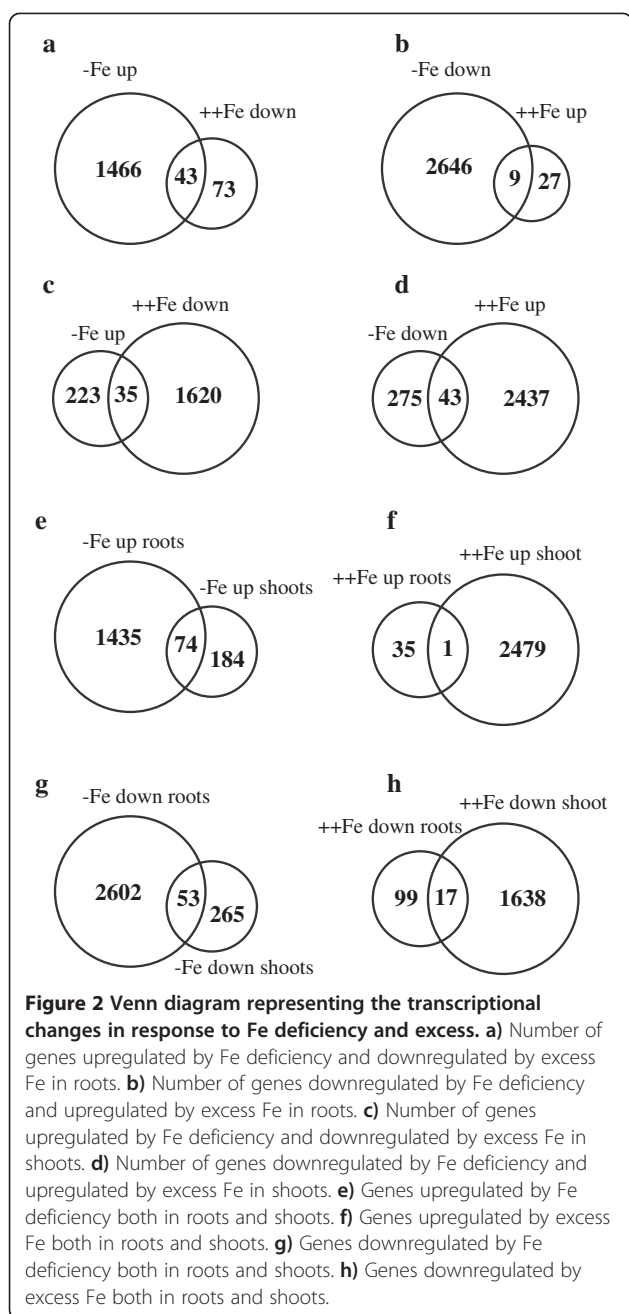 a
-Fe up
++Fe down
1466
43
73
b
-Fe down
++Fe up
2646
9
27
c
++Fe down
-Fe up
223
35
1620
d
++Fe up
-Fe down
275
43
2437
e
-Fe up roots
-Fe up shoots
1435
74
184
f
++Fe up shoot
++Fe up roots
35
1
2479
g
-Fe down roots
2602
53
265
-Fe down shoots
h
++Fe down shoot
++Fe down roots
99
17
1638
Figure 2 Venn diagram representing the transcriptional
changes in response to Fe deficiency and excess. a) Number of
genes upregulated by Fe deficiency and downregulated by excess
Fe in roots. b) Number of genes downregulated by Fe deficiency
and upregulated by excess Fe in roots. c) Number of genes
upregulated by Fe deficiency and downregulated by excess Fe in
shoots. d) Number of genes downregulated by Fe deficiency and
upregulated by excess Fe in shoots. e) Genes upregulated by Fe
deficiency both in roots and shoots. f) Genes upregulated by excess
Fe both in roots and shoots. g) Genes downregulated by Fe
deficiency both in roots and shoots. h) Genes downregulated by
excess Fe both in roots and shoots.